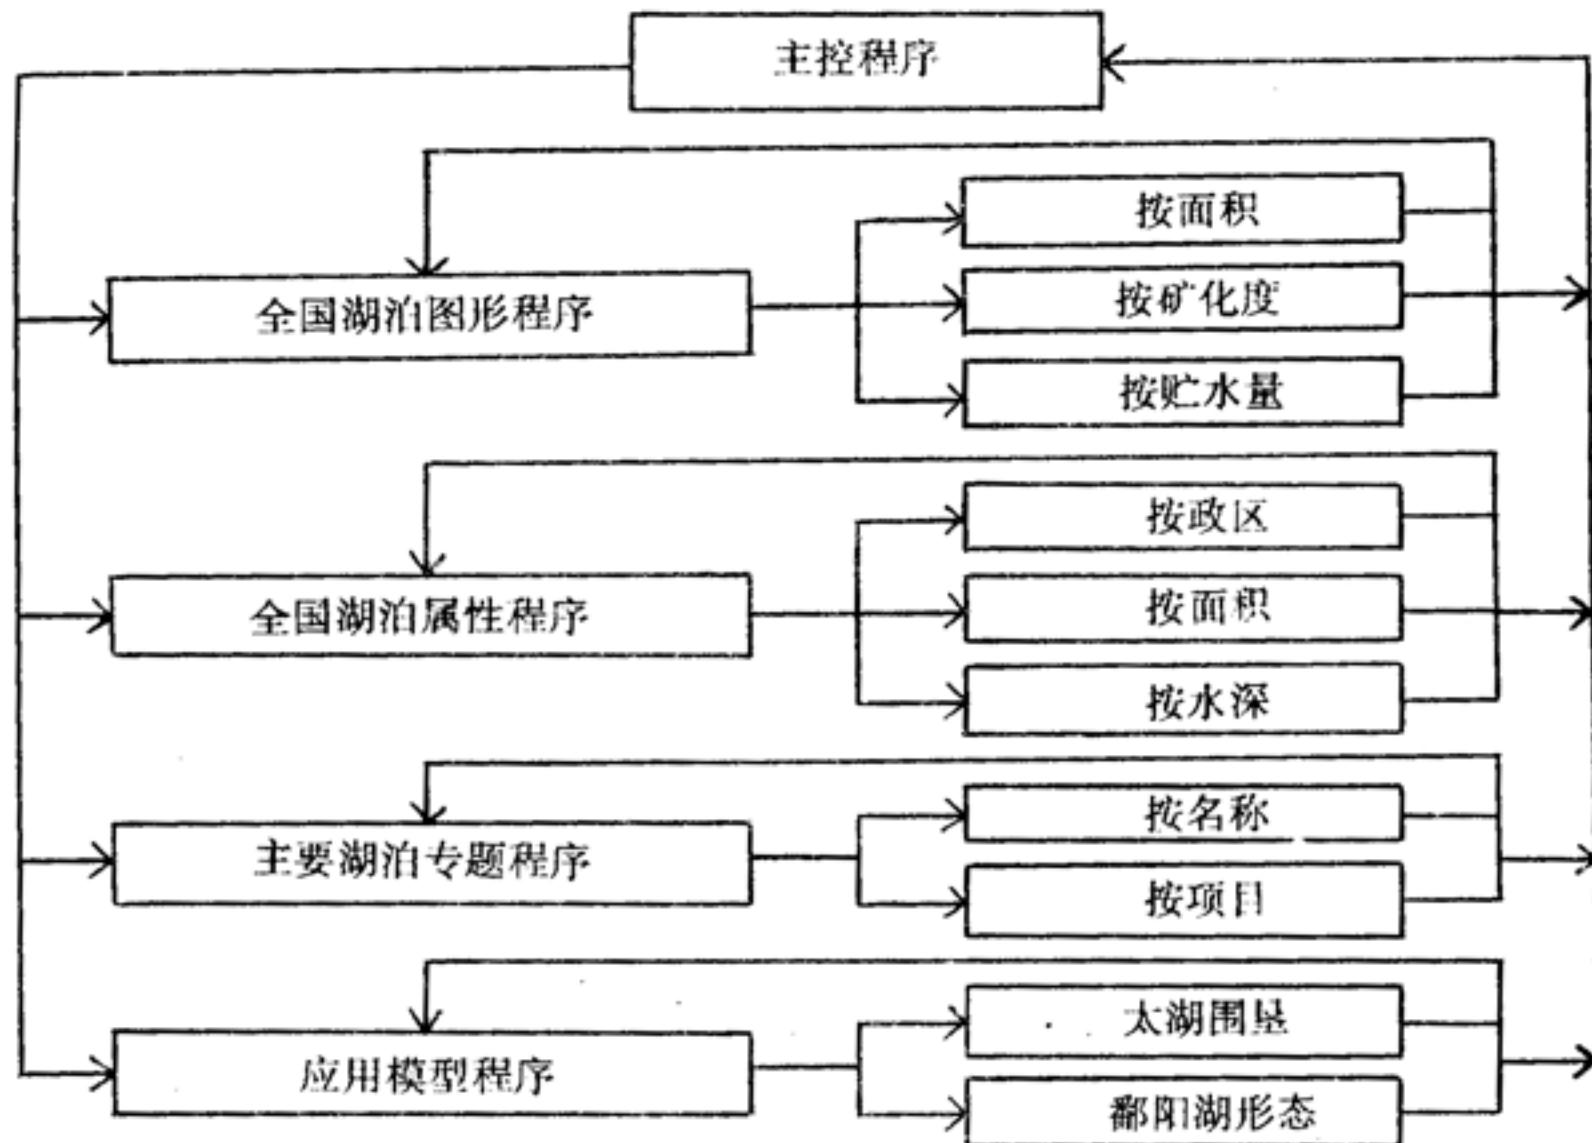 主控程序
全国湖泊图形程序
按面积
按矿化度
按贮水量
全国湖泊属性程序
按政区
按面积
按水深
主要湖泊专题程序
按名称
按项目
应用模型程序
太湖围垦
鄱阳湖形态